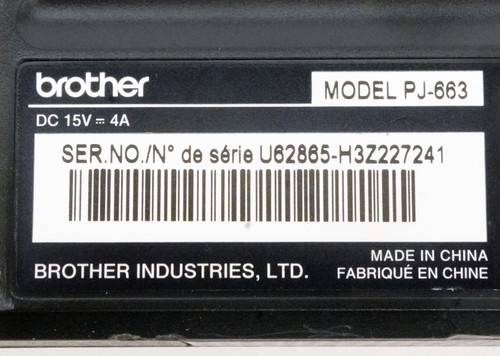 brother
MODEL PJ-663
DC 15V ⎓ 4A
SER.NO./N° de série U62865-H3Z227241
MADE IN CHINA
BROTHER INDUSTRIES, LTD.
FABRIQUÉ EN CHINE